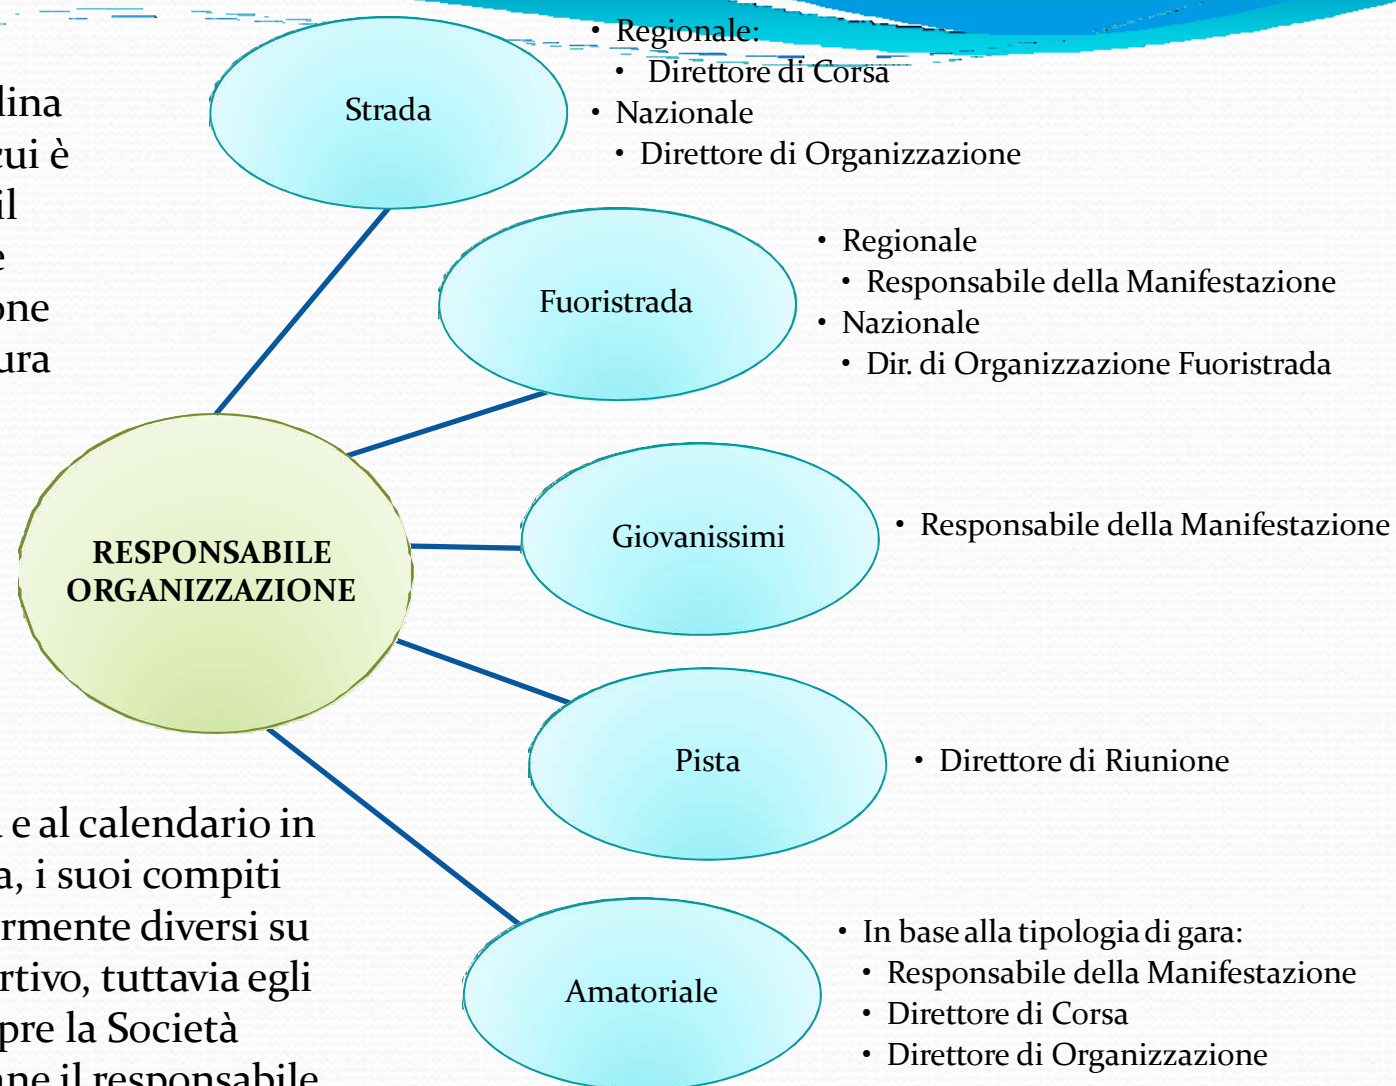 Strada
• Regionale:
• Direttore di Corsa
• Nazionale
• Direttore di Organizzazione
cui è
il
Fuoristrada
• Regionale
• Responsabile della Manifestazione
• Nazionale
• Dir. di Organizzazione Fuoristrada
RESPONSABILE
ORGANIZZAZIONE
Giovanissimi
• Responsabile della Manifestazione
Pista
• Direttore di Riunione
e al calendario in
i suoi compiti
diversi su
tuttavia egli
la Società
il responsabile
Amatoriale
• In base alla tipologia di gara:
• Responsabile della Manifestazione
• Direttore di Corsa
• Direttore di Organizzazione